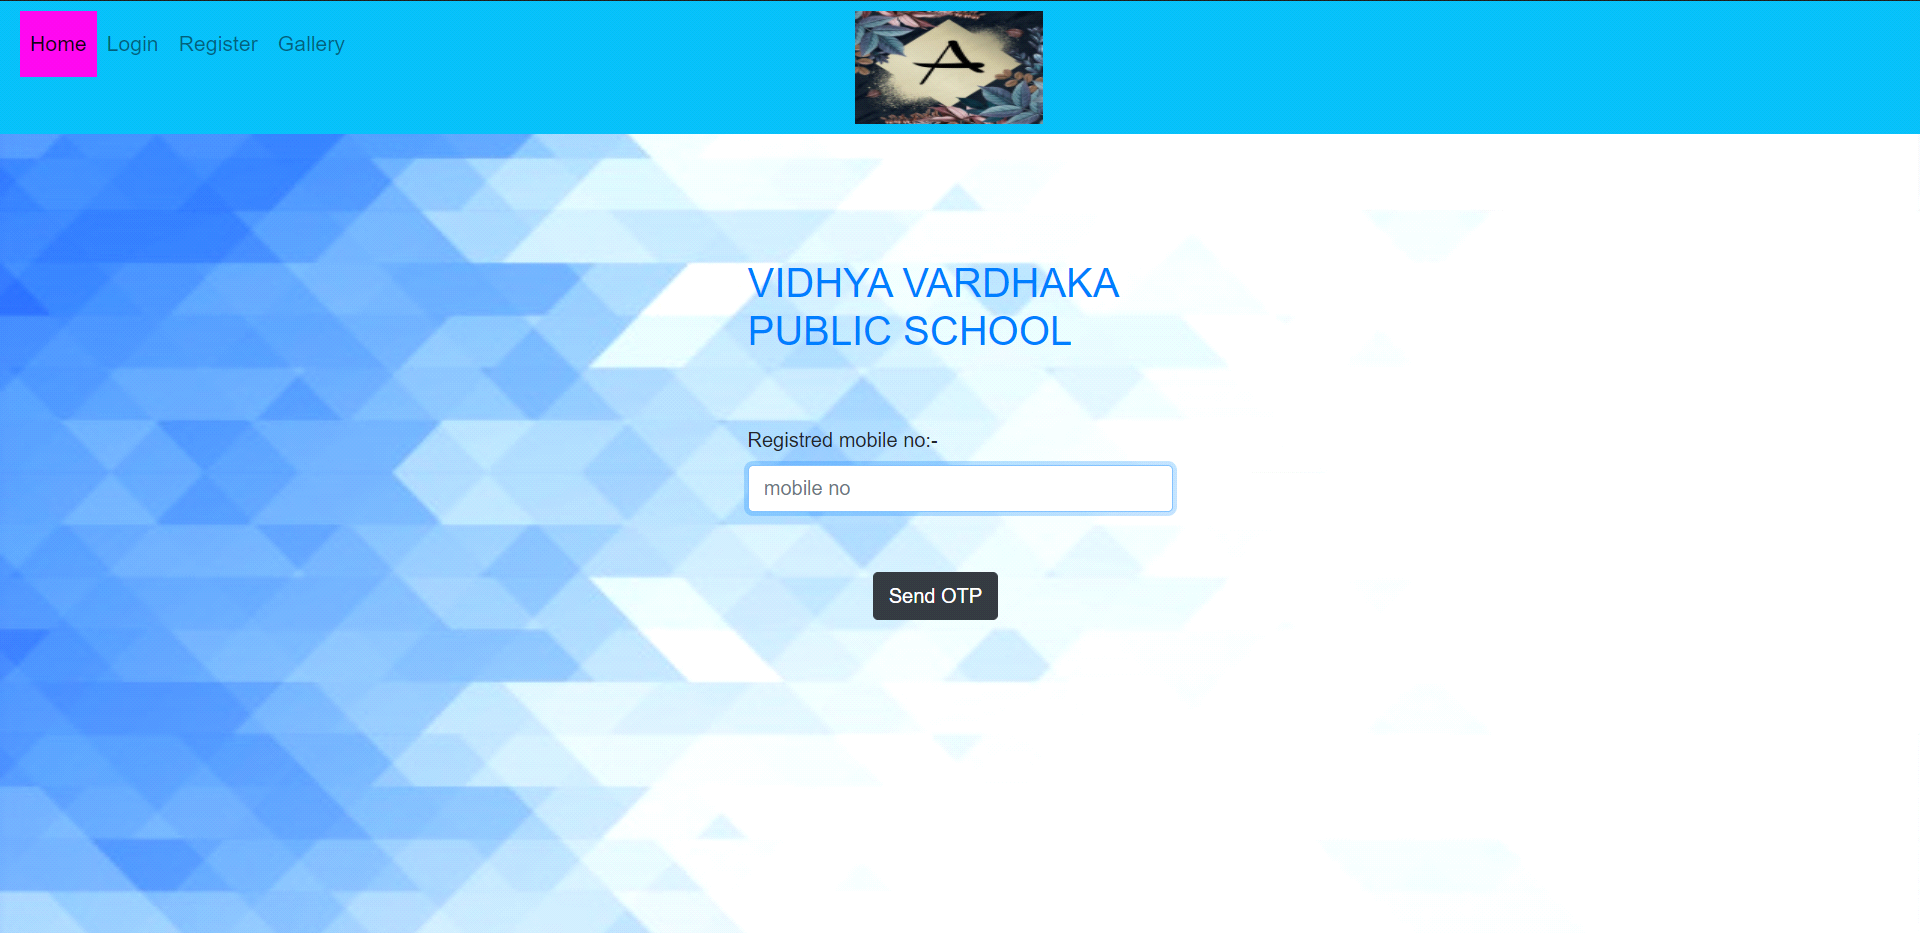 Home Login Register Gallery
A
VIDHYA VARDHAKA
PUBLIC SCHOOL
Registred mobile no:-
mobile no
Send OTP